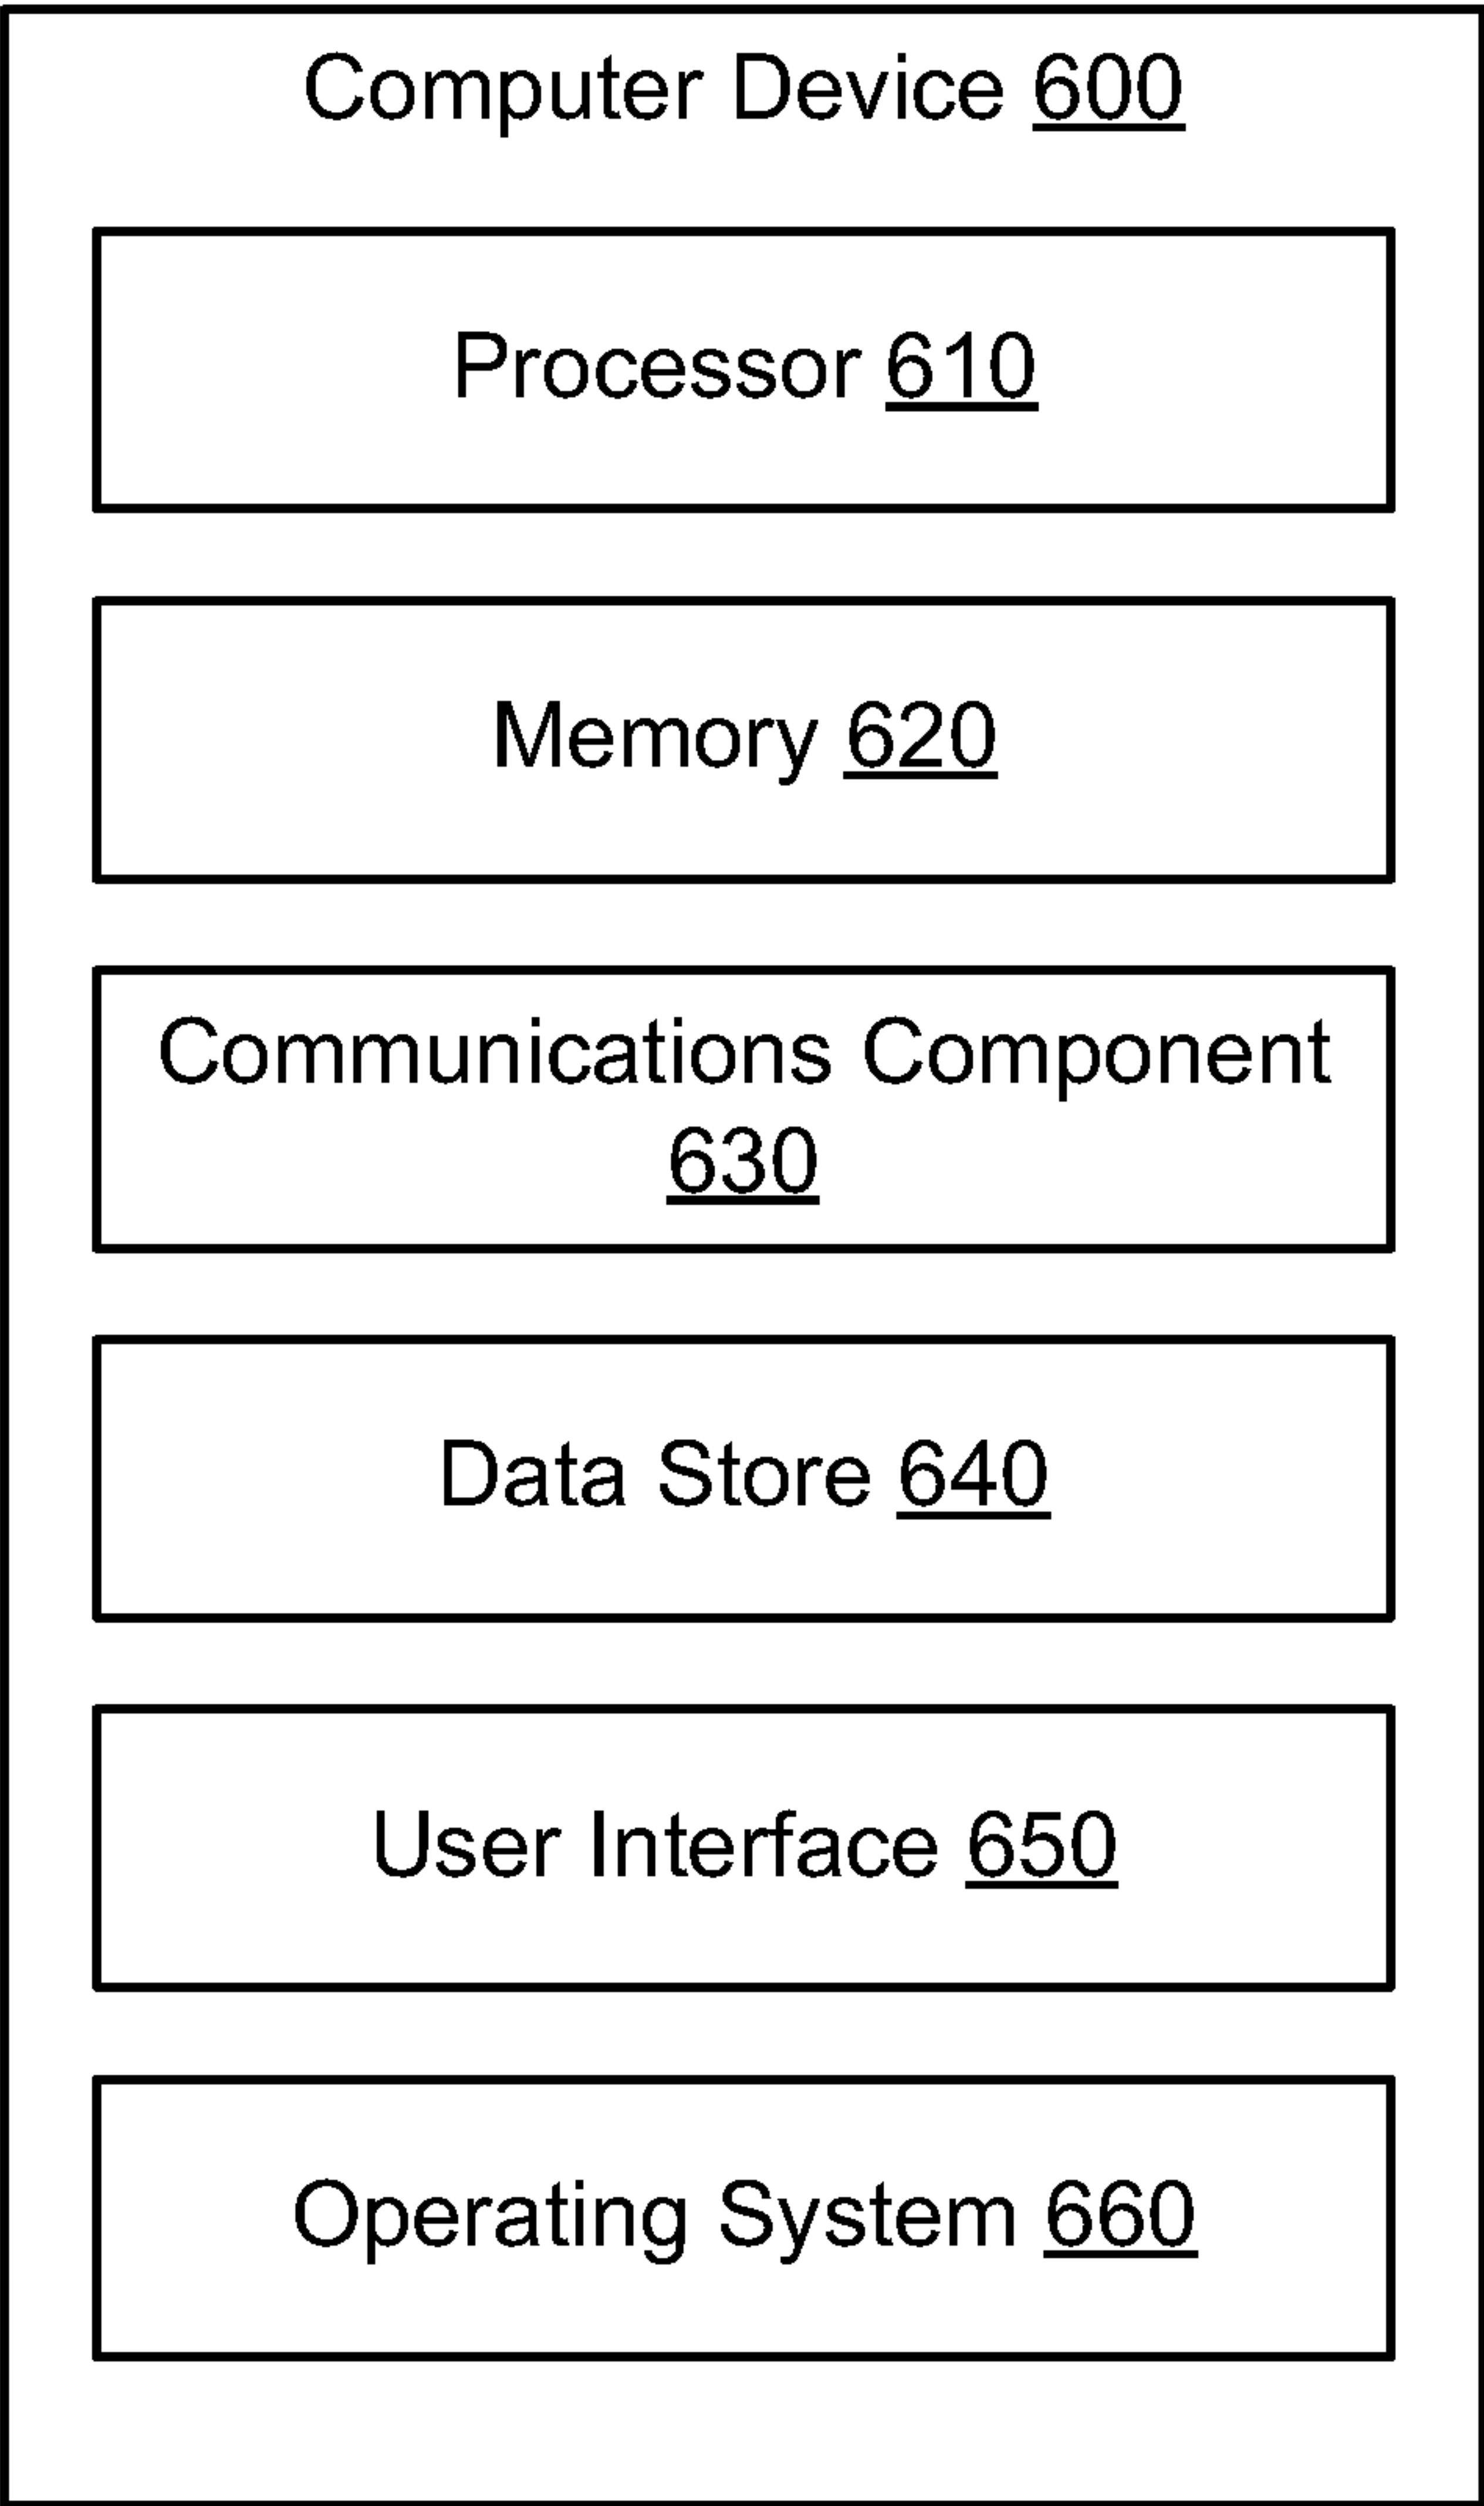 Computer Device 600
Processor 610
Memory 620
Communications Component
630
Data Store 640
User Interface 650
Operating System 660